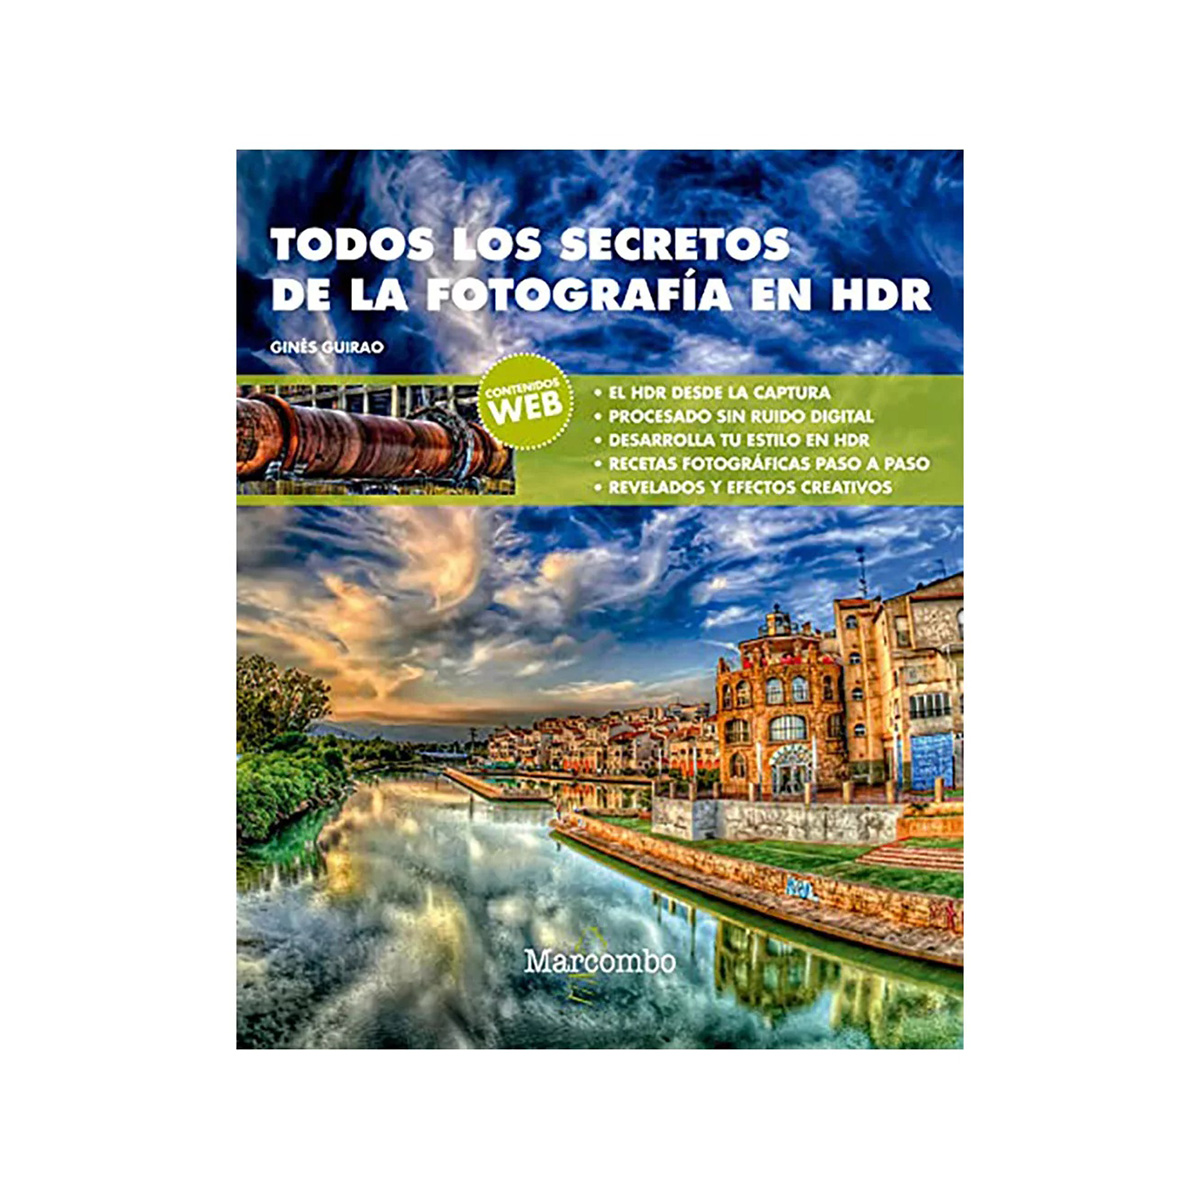 TODOS LOS SECRETOS
DE LA FOTOGRAFÍA EN HDR
GINÉS GUIRAO
CONTENIDOS
WEB
• EL HDR DESDE LA CAPTURA
• PROCESADO SIN RUIDO DIGITAL
• DESARROLLA TU ESTILO EN HDR
• RECETAS FOTOGRÁFICAS PASO A PASO
• REVELADOS Y EFECTOS CREATIVOS
Marcombo